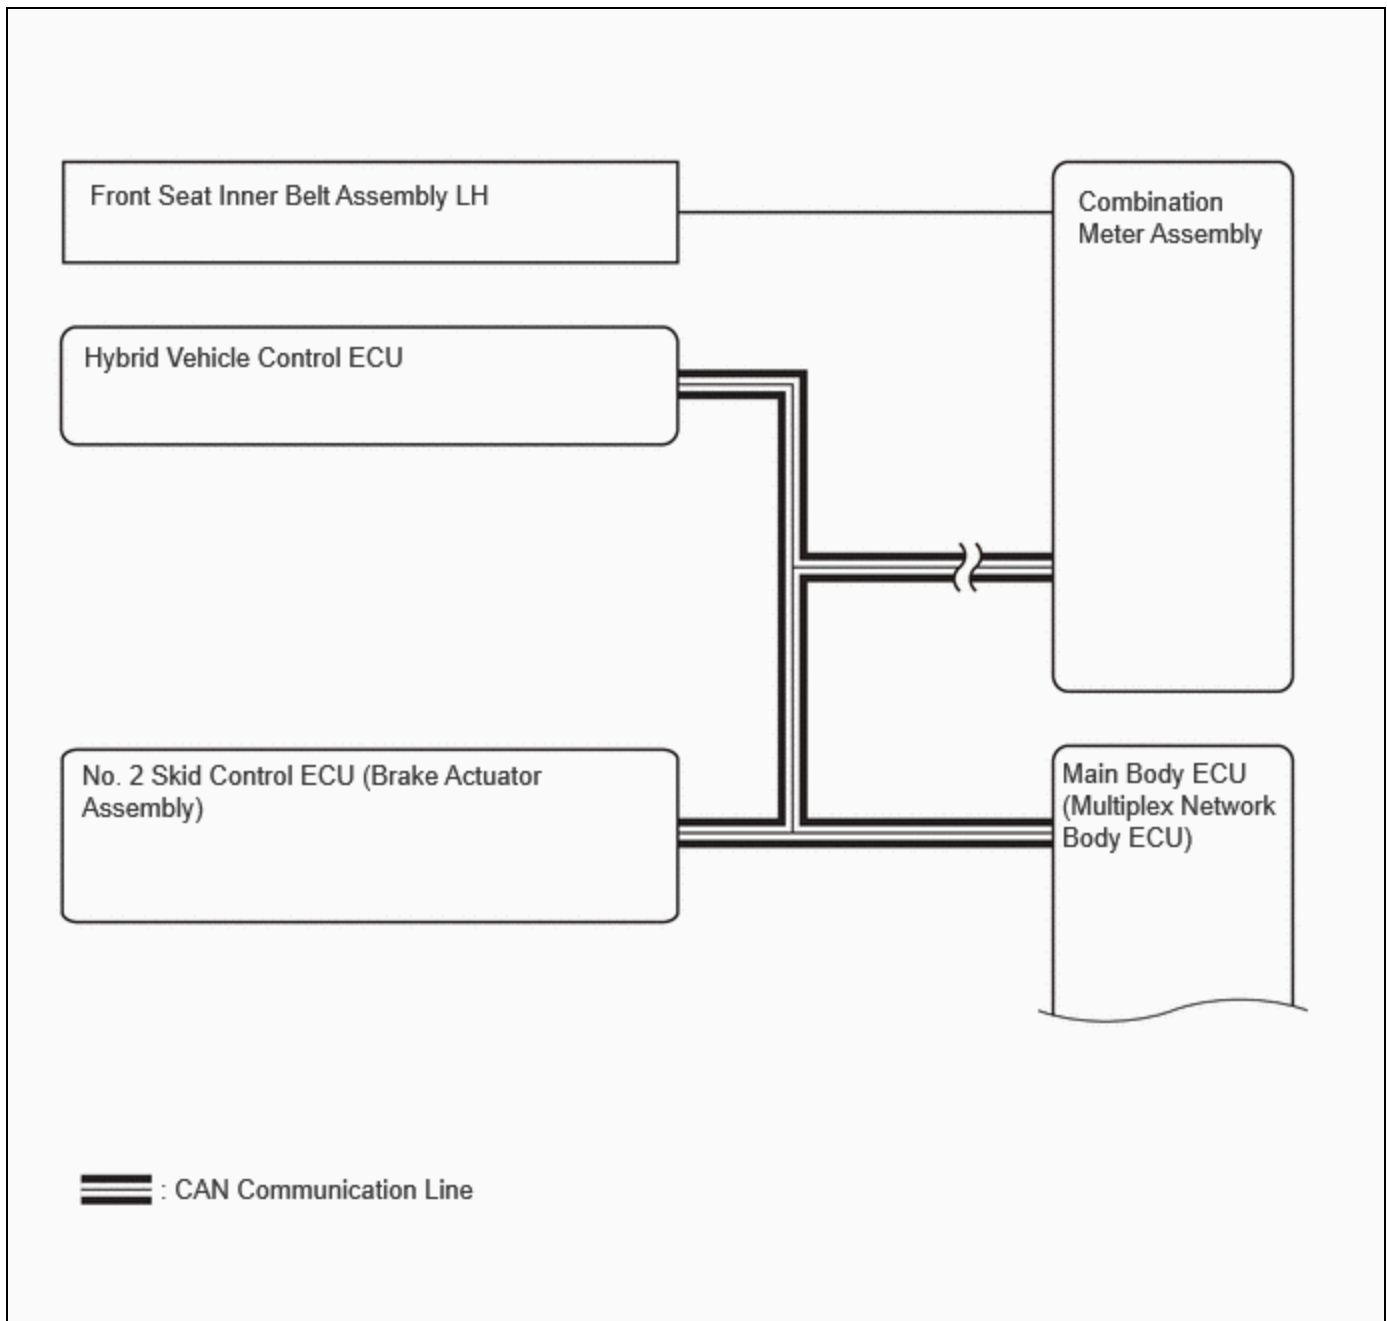 Front Seat Inner Belt Assembly LH
Combination
Meter Assembly
Hybrid Vehicle Control ECU
No. 2 Skid Control ECU (Brake Actuator
Assembly)
Main Body ECU
(Multiplex Network
Body ECU)
: CAN Communication Line